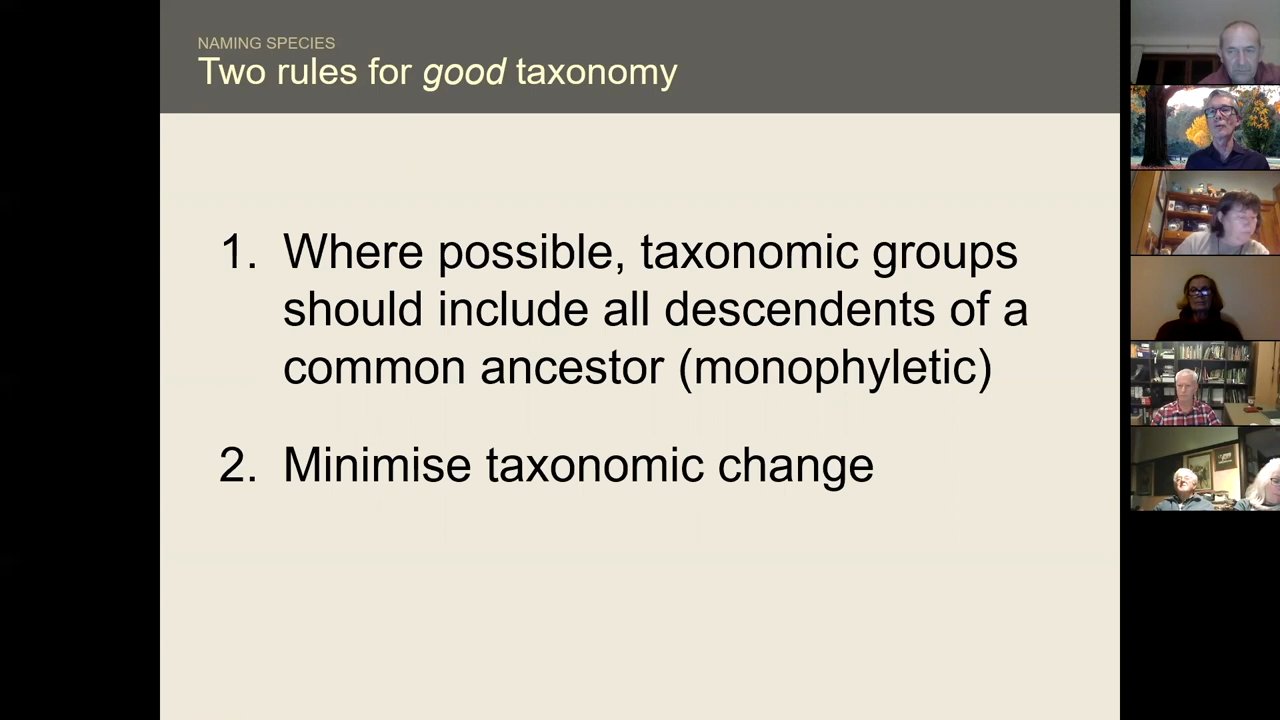 NAMING SPECIES
Two rules for good taxonomy
1. Where possible, taxonomic groups
should include all descendents of a
common ancestor (monophyletic)
2. Minimise taxonomic change